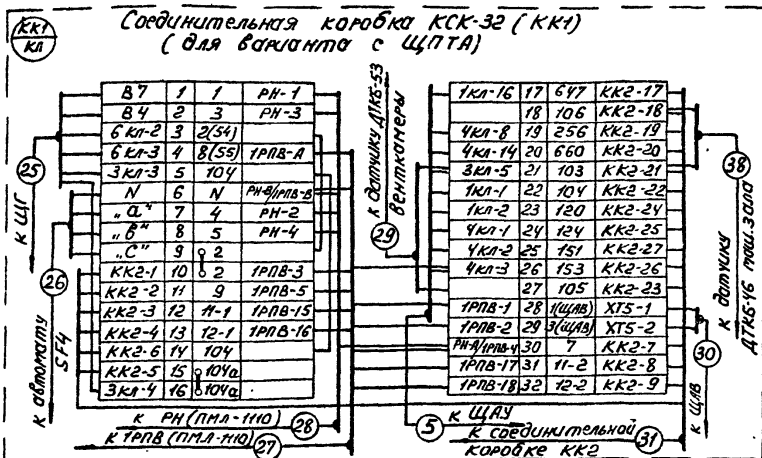 КК1
КЛ
Соединительная коробка КСК-32 (КК1)
(для варианта с ЩПТА)
В7 1 1 РН-1
В4 2 3 РН-3
6кл-2 3 2(54)
6кл-3 4 8(55) 1РПВ-А
3кл-3 5 104
N 6 N РН-В/1РПВ-В
„а“ 7 4 РН-2
„в“ 8 5 РН-4
„С“ 9 2
КК2-1 10 2 1РПВ-3
КК2-2 11 9 1РПВ-5
КК2-3 12 11-1 1РПВ-15
КК2-4 13 12-1 1РПВ-16
КК2-6 14 104
КК2-5 15 104а
3кл-4 16 104а
1кл-16 17 647 КК2-17
18 106 КК2-18
4кл-8 19 256 КК2-19
4кл-14 20 660 КК2-20
3кл-5 21 103 КК2-21
1кл-1 22 104 КК2-22
1кл-2 23 120 КК2-24
4кл-1 24 124 КК2-25
4кл-2 25 151 КК2-27
4кл-3 26 153 КК2-26
27 105 КК2-23
1РПВ-1 28 1(ЩАВ) ХТ5-1
1РПВ-2 29 3(ЩАВ) ХТ5-2
РН-А/1РПВ-4 30 7 КК2-7
1РПВ-17 31 11-2 КК2-8
1РПВ-18 32 12-2 КК2-9
25
к ЩГ
26
к автомату
SF4
к датчику ДТКБ-53
венткамеры
29
38
к датчику
ДТКБ-46 маш.зала
30
к ЩАВ
к РН (ПМЛ-1110) 28
к 1РПВ (ПМЛ-1110) 27
5 к ЩАУ
к соединительной
коробке КК2 31